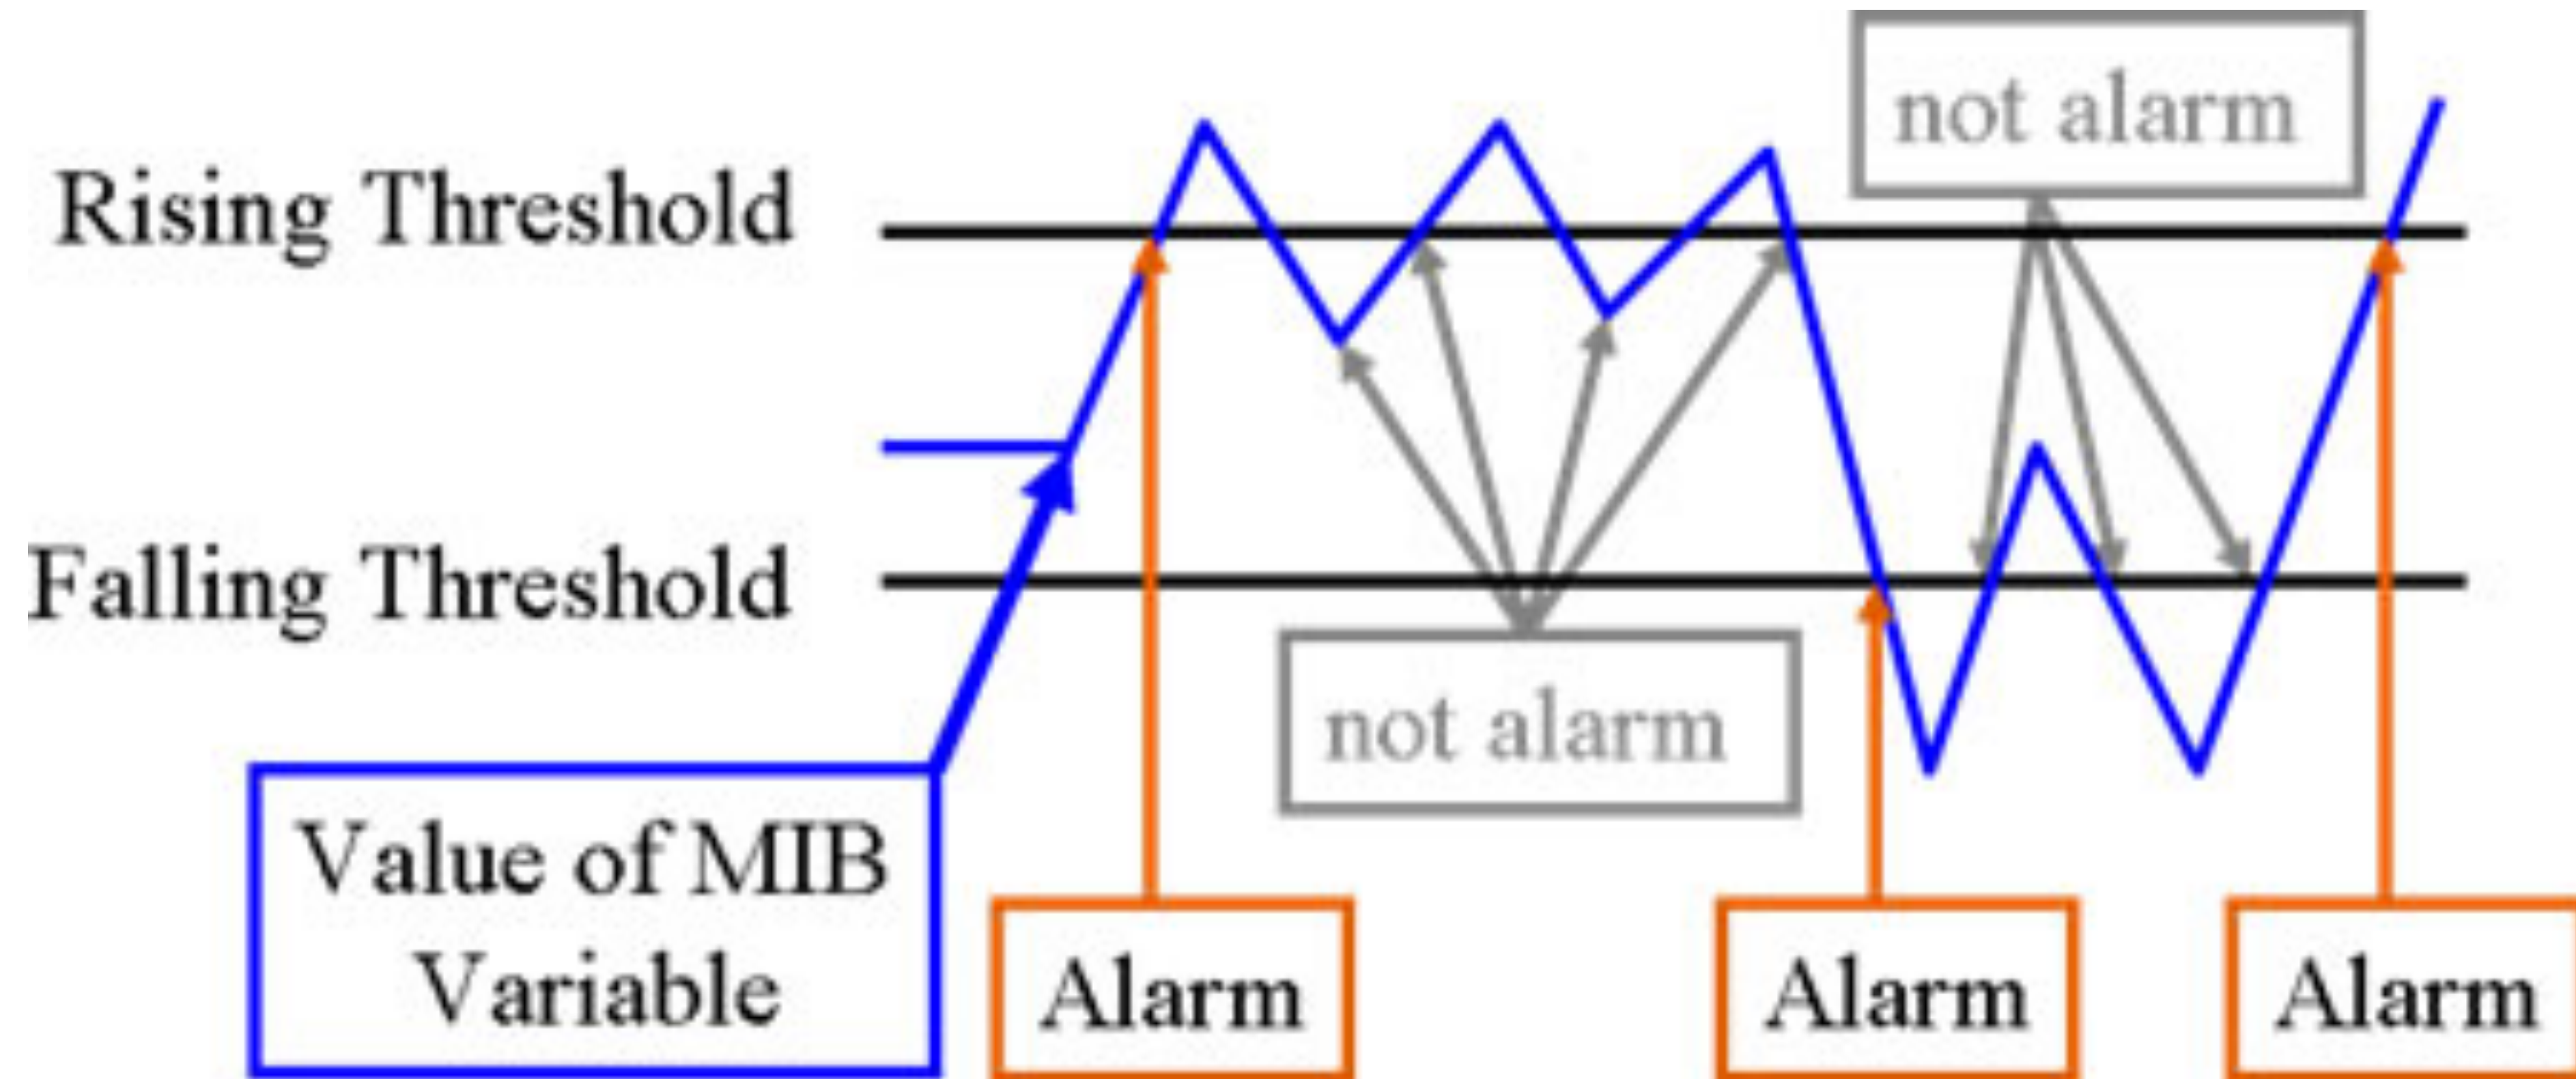 not alarm
Rising Threshold
Falling Threshold
not alarm
Value of MIB
Variable
Alarm
Alarm
Alarm